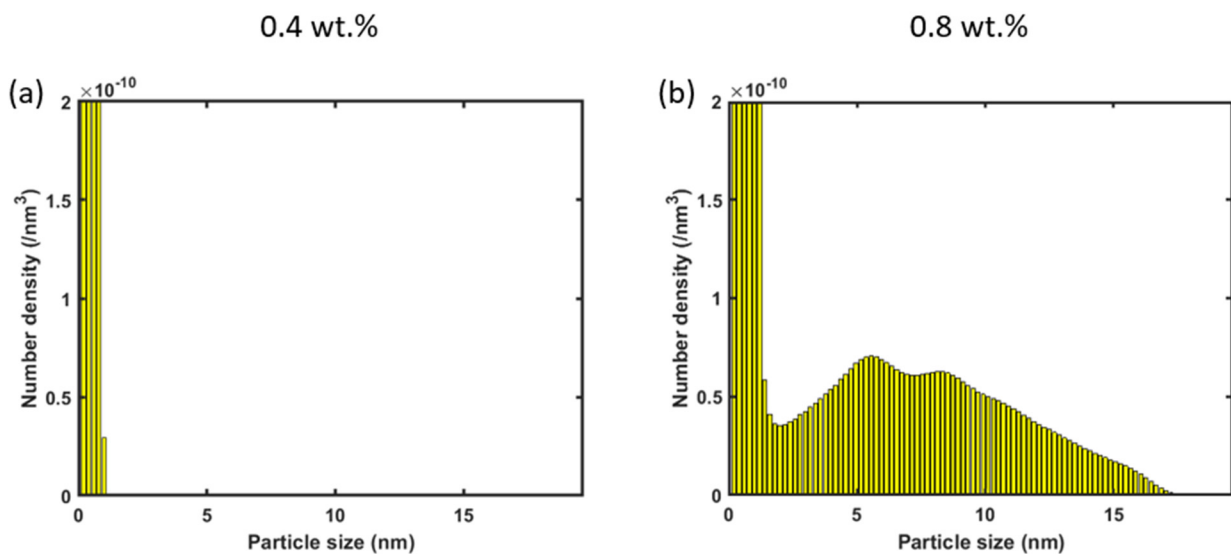 0.4 wt.%
0.8 wt.%
(a)
×10⁻¹⁰
2
1.5
1
0.5
0
Number density (/nm³)
0 5 10 15
Particle size (nm)
(b)
×10⁻¹⁰
2
1.5
1
0.5
0
Number density (/nm³)
0 5 10 15
Particle size (nm)